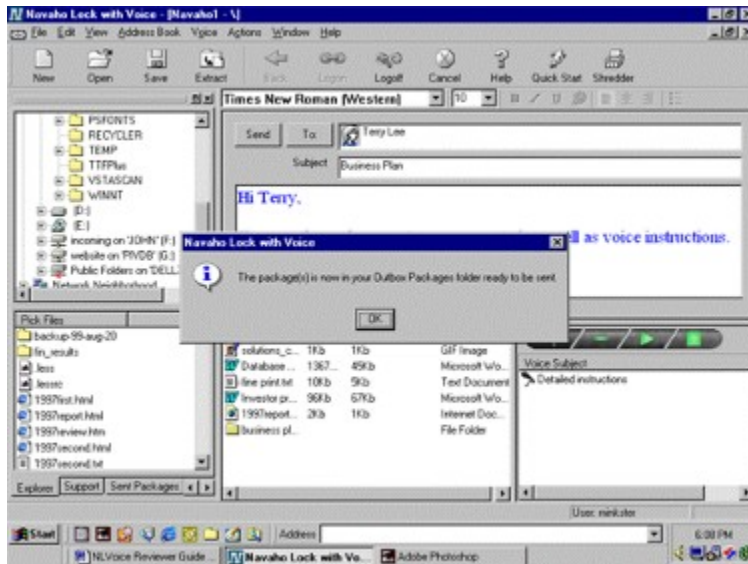 Navaho Lock with Voice - [Navaho1 - \]
File Edit View Address Book Voice Actions Window Help
New Open Save Extract Back Logon Logoff Cancel Help Quick Start Shredder
Times New Roman (Western) 10 B I U
PSFONTS
RECYCLER
TEMP
TTFPlus
VSTASCAN
WINNT
(D:)
(E:)
incoming on 'JOHN' (F:)
website on 'PIVDB' (G:)
Public Folders on 'DELL
Network Neighborhood
Send To: Terry Lee
Subject Business Plan
Hi Terry,
ll as voice instructions.
Navaho Lock with Voice
The package(s) is now in your Outbox Packages folder ready to be sent.
OK
Pick Files
backup-99-aug-20
fin_results
.less
.lessrc
1997first.html
1997report.html
1997review.htm
1997second.html
1997second.txt
Explorer Support Sent Packages
solutions_c... 1Kb 1Kb GIF Image
Database ... 1367... 49Kb Microsoft Wo...
fine print.txt 10Kb 5Kb Text Document
Investor pr... 96Kb 67Kb Microsoft Wo...
1997report... 2Kb 1Kb Internet Doc...
business pl... File Folder
Voice Subject
Detailed instructions
User: minkster
Start Address 6:08 PM
NLVoice Reviewer Guide ... Navaho Lock with Vo... Adobe Photoshop